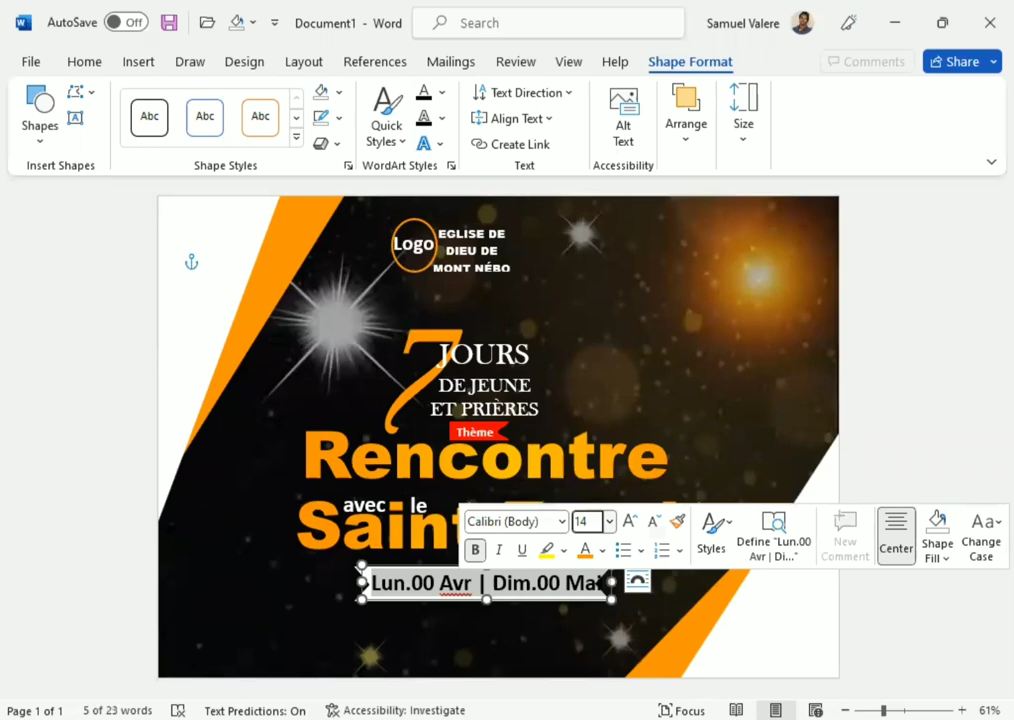 AutoSave Off Document1 - Word Search Samuel Valere
File Home Insert Draw Design Layout References Mailings Review View Help Shape Format Comments Share
Shapes
Insert Shapes
Abc Abc Abc
Shape Styles
Quick Styles
A A A
WordArt Styles
Text Direction
Align Text
Create Link
Text
Alt Text
Accessibility
Arrange
Size
Logo
EGLISE DE
DIEU DE
MONT NÉBO
7 JOURS
DE JEUNE
ET PRIÈRES
Thème
Rencontre
avec le
Saint
Calibri (Body) 14 A A
B I U A
Styles
Define "Lun.00 Avr | Di..."
New Comment
Center
Shape Fill
Aa
Change Case
Lun.00 Avr | Dim.00 Mai
Page 1 of 1 5 of 23 words Text Predictions: On Accessibility: Investigate Focus 61%